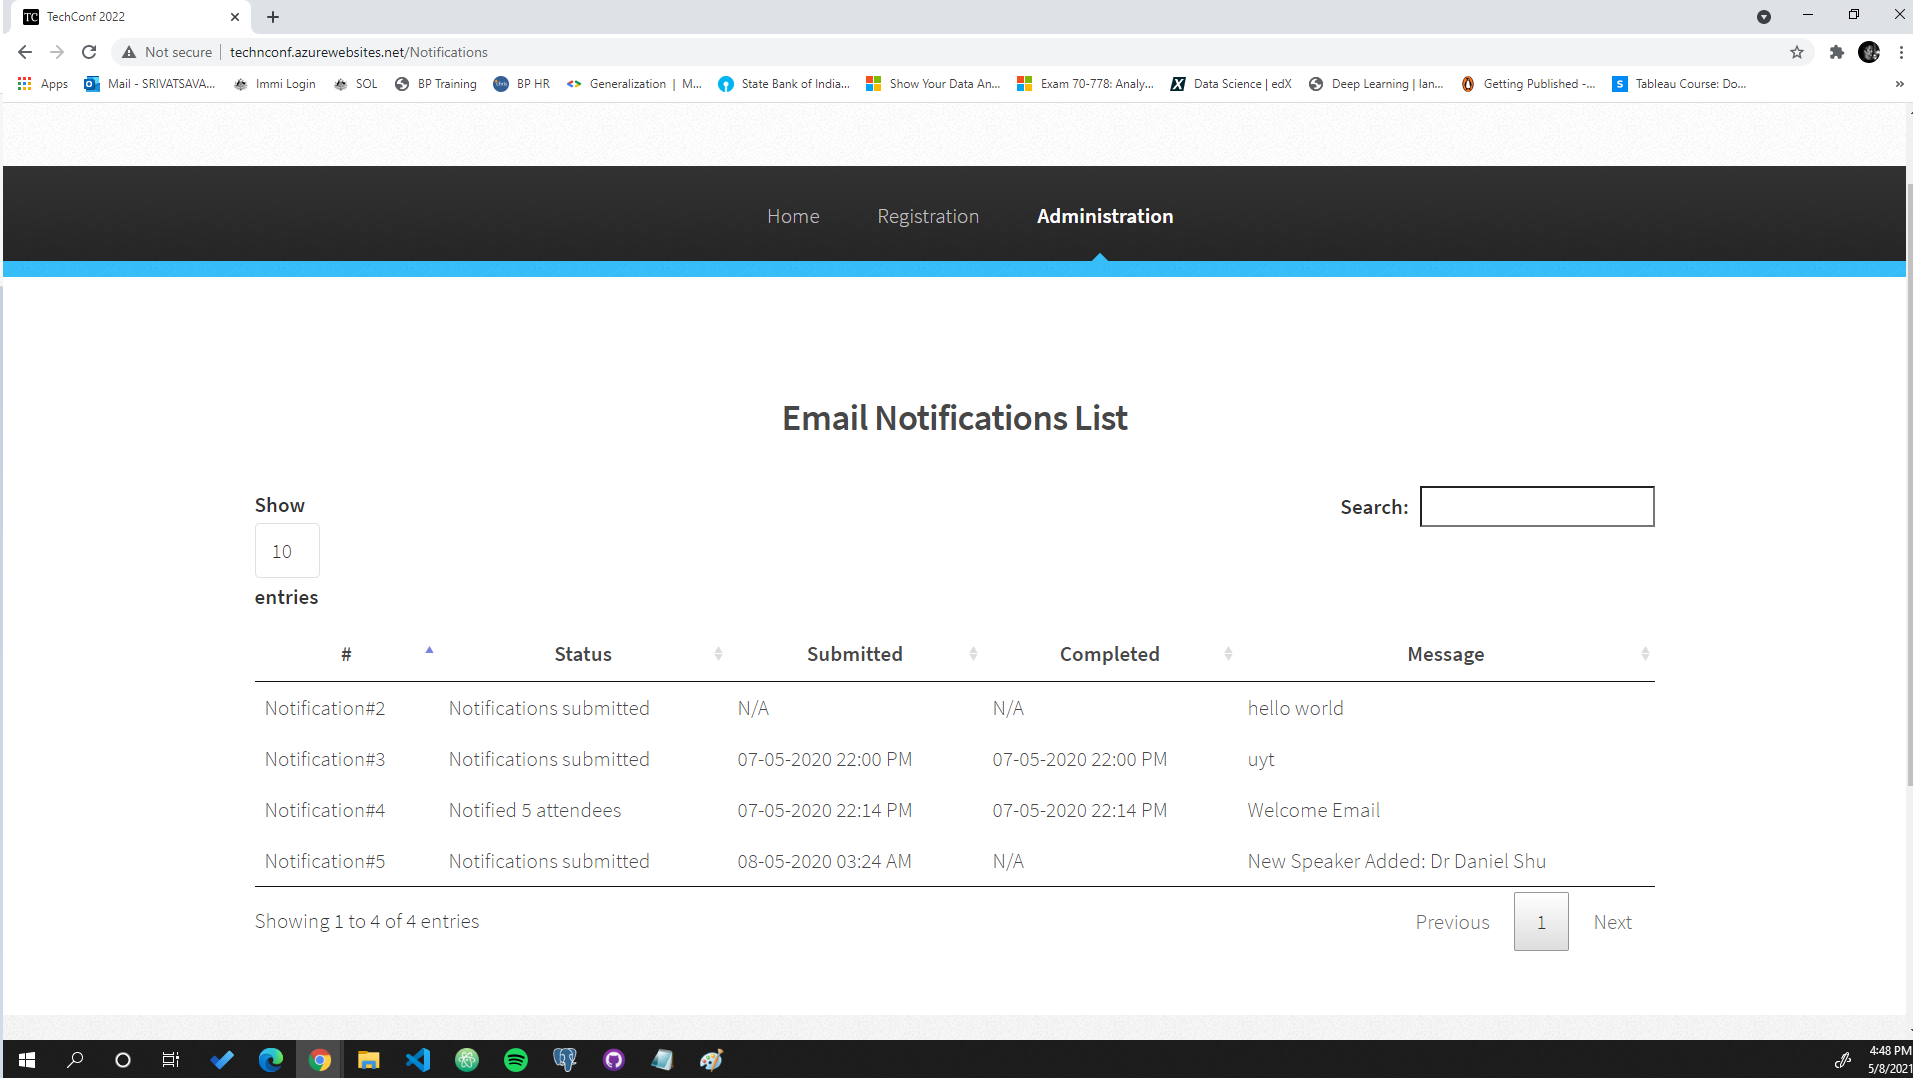 TC TechConf 2022
Not secure | technconf.azurewebsites.net/Notifications
Apps Mail - SRIVATSAVA... Immi Login SOL BP Training BP HR Generalization | M... State Bank of India... Show Your Data An... Exam 70-778: Analy... Data Science | edX Deep Learning | Ian... Getting Published -... S Tableau Course: Do... »
Home Registration Administration
Email Notifications List
Show
Search:
10
entries
# Status Submitted Completed Message
Notification#2 Notifications submitted N/A N/A hello world
Notification#3 Notifications submitted 07-05-2020 22:00 PM 07-05-2020 22:00 PM uyt
Notification#4 Notified 5 attendees 07-05-2020 22:14 PM 07-05-2020 22:14 PM Welcome Email
Notification#5 Notifications submitted 08-05-2020 03:24 AM N/A New Speaker Added: Dr Daniel Shu
Showing 1 to 4 of 4 entries
Previous 1 Next
4:48 PM
5/8/2021